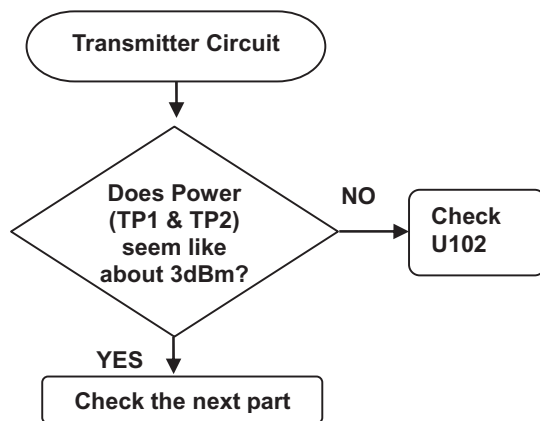 Transmitter Circuit
Does Power
(TP1 & TP2)
seem like
about 3dBm?
NO
Check
U102
YES
Check the next part